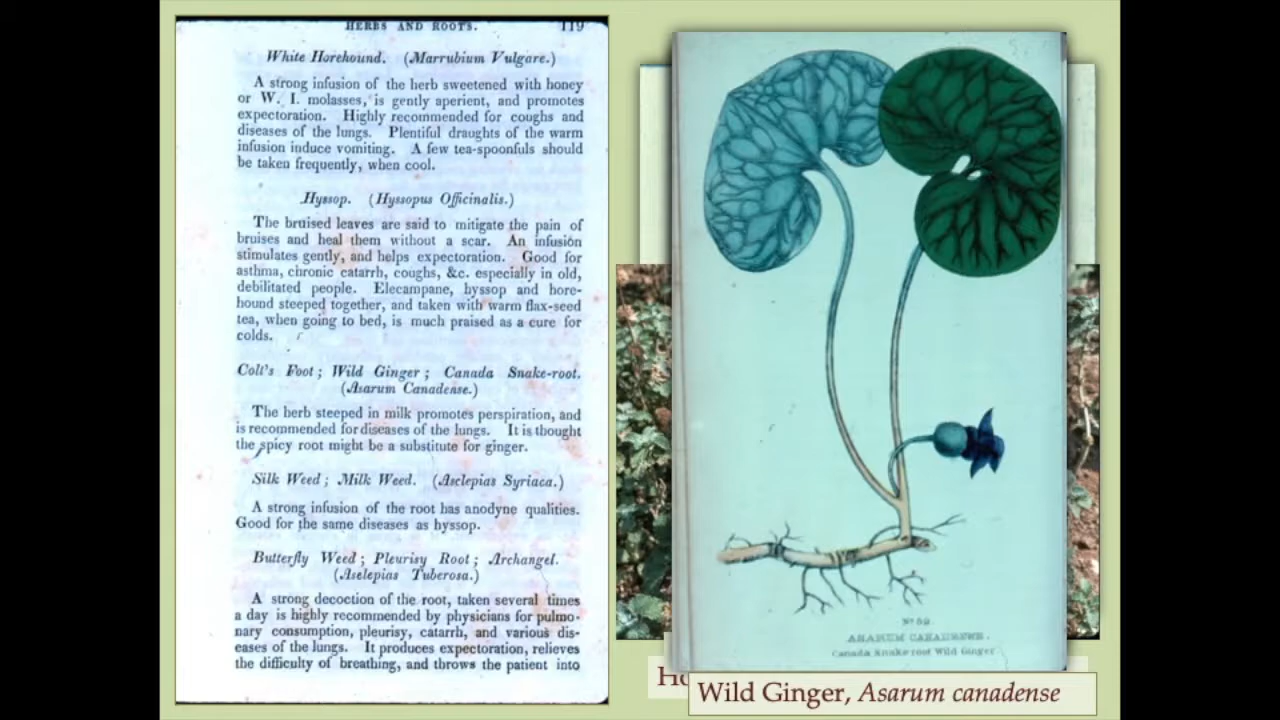 HERBS AND ROOTS. 119
White Horehound. (Marrubium Vulgare.)
A strong infusion of the herb sweetened with honey
or W. I. molasses, is gently aperient, and promotes
expectoration. Highly recommended for coughs and
diseases of the lungs. Plentiful draughts of the warm
infusion induce vomiting. A few tea-spoonfuls should
be taken frequently, when cool.
Hyssop. (Hyssopus Officinalis.)
The bruised leaves are said to mitigate the pain of
bruises and heal them without a scar. An infusion
stimulates gently, and helps expectoration. Good for
asthma, chronic catarrh, coughs, &c. especially in old,
debilitated people. Elecampane, hyssop and hore-
hound steeped together, and taken with warm flax-seed
tea, when going to bed, is much praised as a cure for
colds.
Colt's Foot; Wild Ginger; Canada Snake-root.
(Asarum Canadense.)
The herb steeped in milk promotes perspiration, and
is recommended for diseases of the lungs. It is thought
the spicy root might be a substitute for ginger.
Silk Weed; Milk Weed. (Asclepias Syriaca.)
A strong infusion of the root has anodyne qualities.
Good for the same diseases as hyssop.
Butterfly Weed; Pleurisy Root; Archangel.
(Aselepias Tuberosa.)
A strong decoction of the root, taken several times
a day is highly recommended by physicians for pulmo-
nary consumption, pleurisy, catarrh, and various dis-
eases of the lungs. It produces expectoration, relieves
the difficulty of breathing, and throws the patient into
No 59.
ASARUM CANADENSE.
Canada Snake root Wild Ginger
Ho
Wild Ginger, Asarum canadense